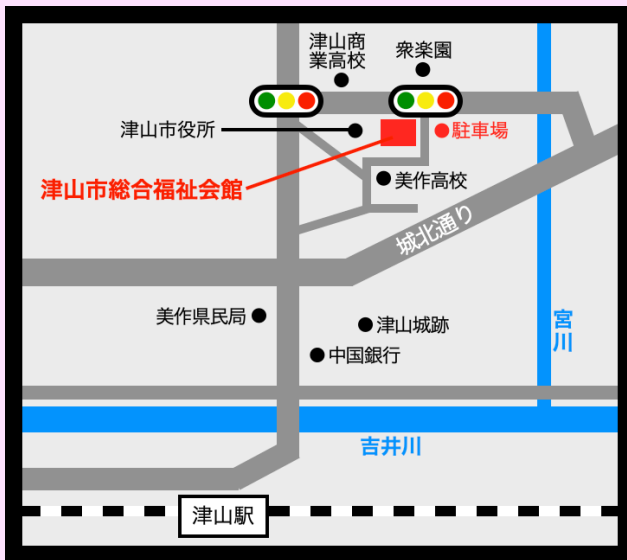 津山商
業高校
衆楽園
津山市役所
駐車場
津山市総合福祉会館
美作高校
城北通り
美作県民局
津山城跡
宮川
中国銀行
吉井川
津山駅